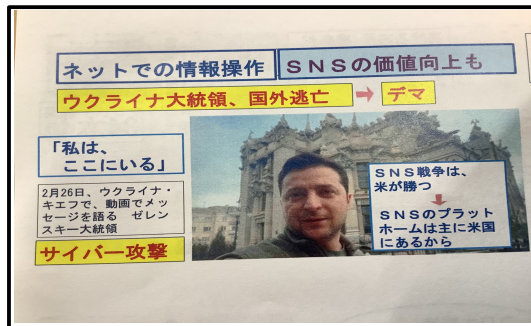 ネットでの情報操作
SNSの価値向上も
ウクライナ大統領、国外逃亡
デマ
「私は、
ここにいる」
2月26日、ウクライナ・
キエフで、動画でメッ
セージを語る ゼレン
スキー大統領
サイバー攻撃
SNS戦争は、
米が勝つ
SNSのプラット
ホームは主に米国
にあるから